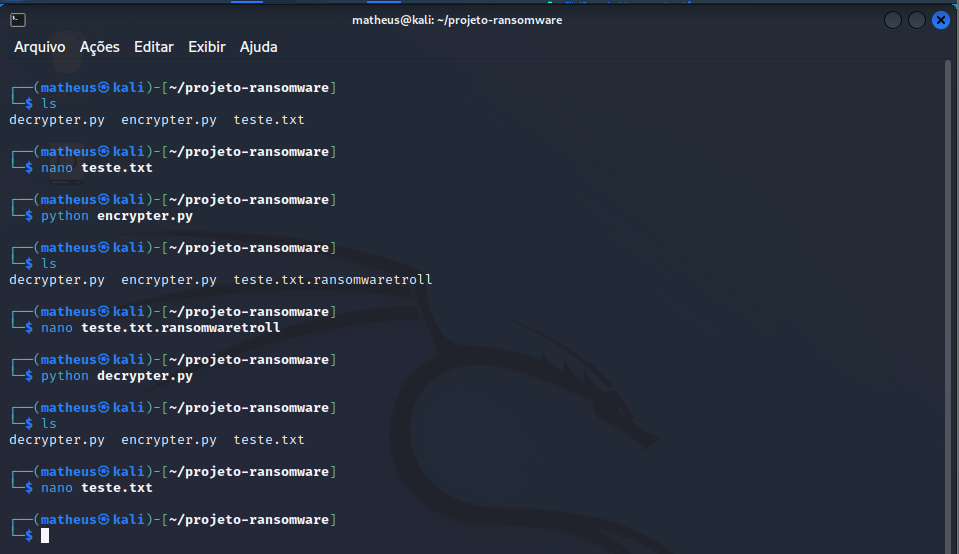 matheus@kali: ~/projeto-ransomware
Arquivo Ações Editar Exibir Ajuda
┌──(matheus㉿kali)-[~/projeto-ransomware]
└─$ ls
decrypter.py  encrypter.py  teste.txt
┌──(matheus㉿kali)-[~/projeto-ransomware]
└─$ nano teste.txt
┌──(matheus㉿kali)-[~/projeto-ransomware]
└─$ python encrypter.py
┌──(matheus㉿kali)-[~/projeto-ransomware]
└─$ ls
decrypter.py  encrypter.py  teste.txt.ransomwaretroll
┌──(matheus㉿kali)-[~/projeto-ransomware]
└─$ nano teste.txt.ransomwaretroll
┌──(matheus㉿kali)-[~/projeto-ransomware]
└─$ python decrypter.py
┌──(matheus㉿kali)-[~/projeto-ransomware]
└─$ ls
decrypter.py  encrypter.py  teste.txt
┌──(matheus㉿kali)-[~/projeto-ransomware]
└─$ nano teste.txt
┌──(matheus㉿kali)-[~/projeto-ransomware]
└─$